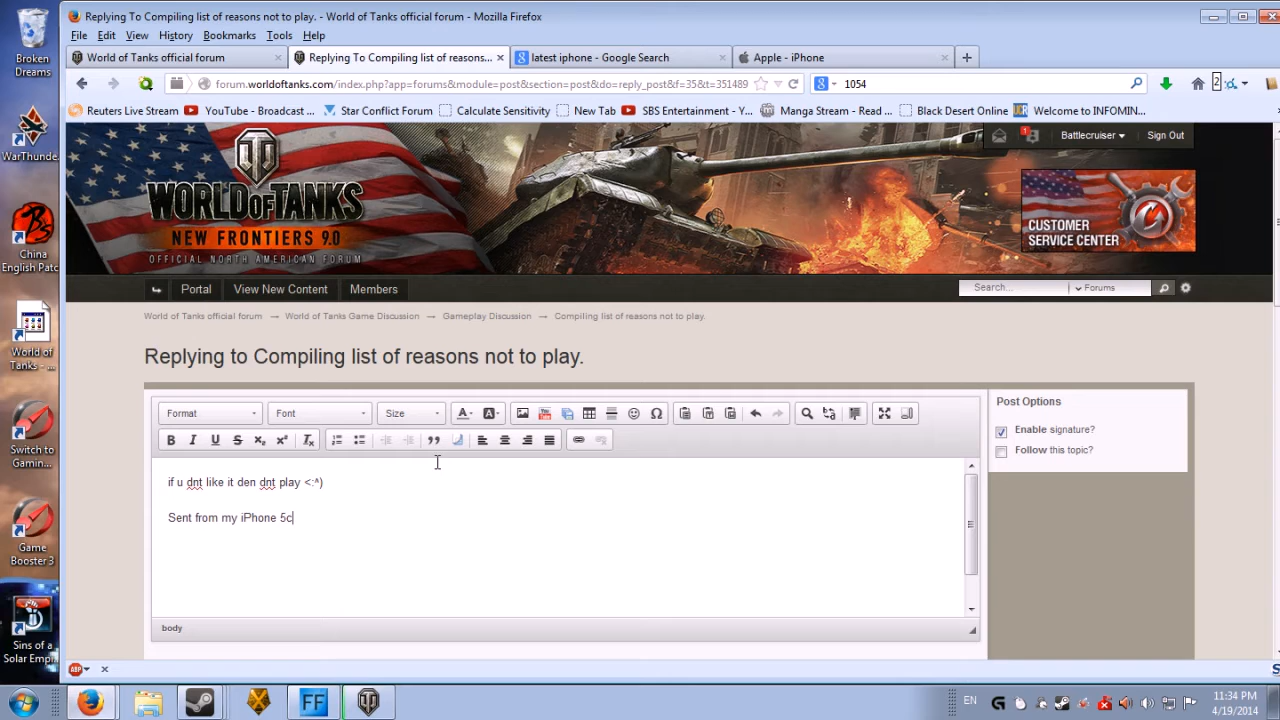 Replying To Compiling list of reasons not to play. - World of Tanks official forum - Mozilla Firefox
File Edit View History Bookmarks Tools Help
World of Tanks official forum × Replying To Compiling list of reasons... × latest iphone - Google Search × Apple - iPhone ×
forum.worldoftanks.com/index.php?app=forums&module=post&section=post&do=reply_post&f=35&t=351489 1054 2
Reuters Live Stream YouTube - Broadcast ... Star Conflict Forum Calculate Sensitivity New Tab SBS Entertainment - Y... Manga Stream - Read ... Black Desert Online Welcome to INFOMIN...
Broken
Dreams
WarThunde...
China
English Patc...
World of
Tanks - ...
Switch to
Gamin...
Game
Booster 3
Sins of a
Solar Emp...
1 Battlecruiser Sign Out
WORLD OF TANKS
NEW FRONTIERS 9.0
OFFICIAL NORTH AMERICAN FORUM
CUSTOMER
SERVICE CENTER
Portal View New Content Members Search... Forums
World of Tanks official forum → World of Tanks Game Discussion → Gameplay Discussion → Compiling list of reasons not to play.
Replying to Compiling list of reasons not to play.
Format Font Size
Post Options
Enable signature?
Follow this topic?
if u dnt like it den dnt play <:^)
Sent from my iPhone 5c
body
ABP ×
FF EN 11:34 PM
4/19/2014